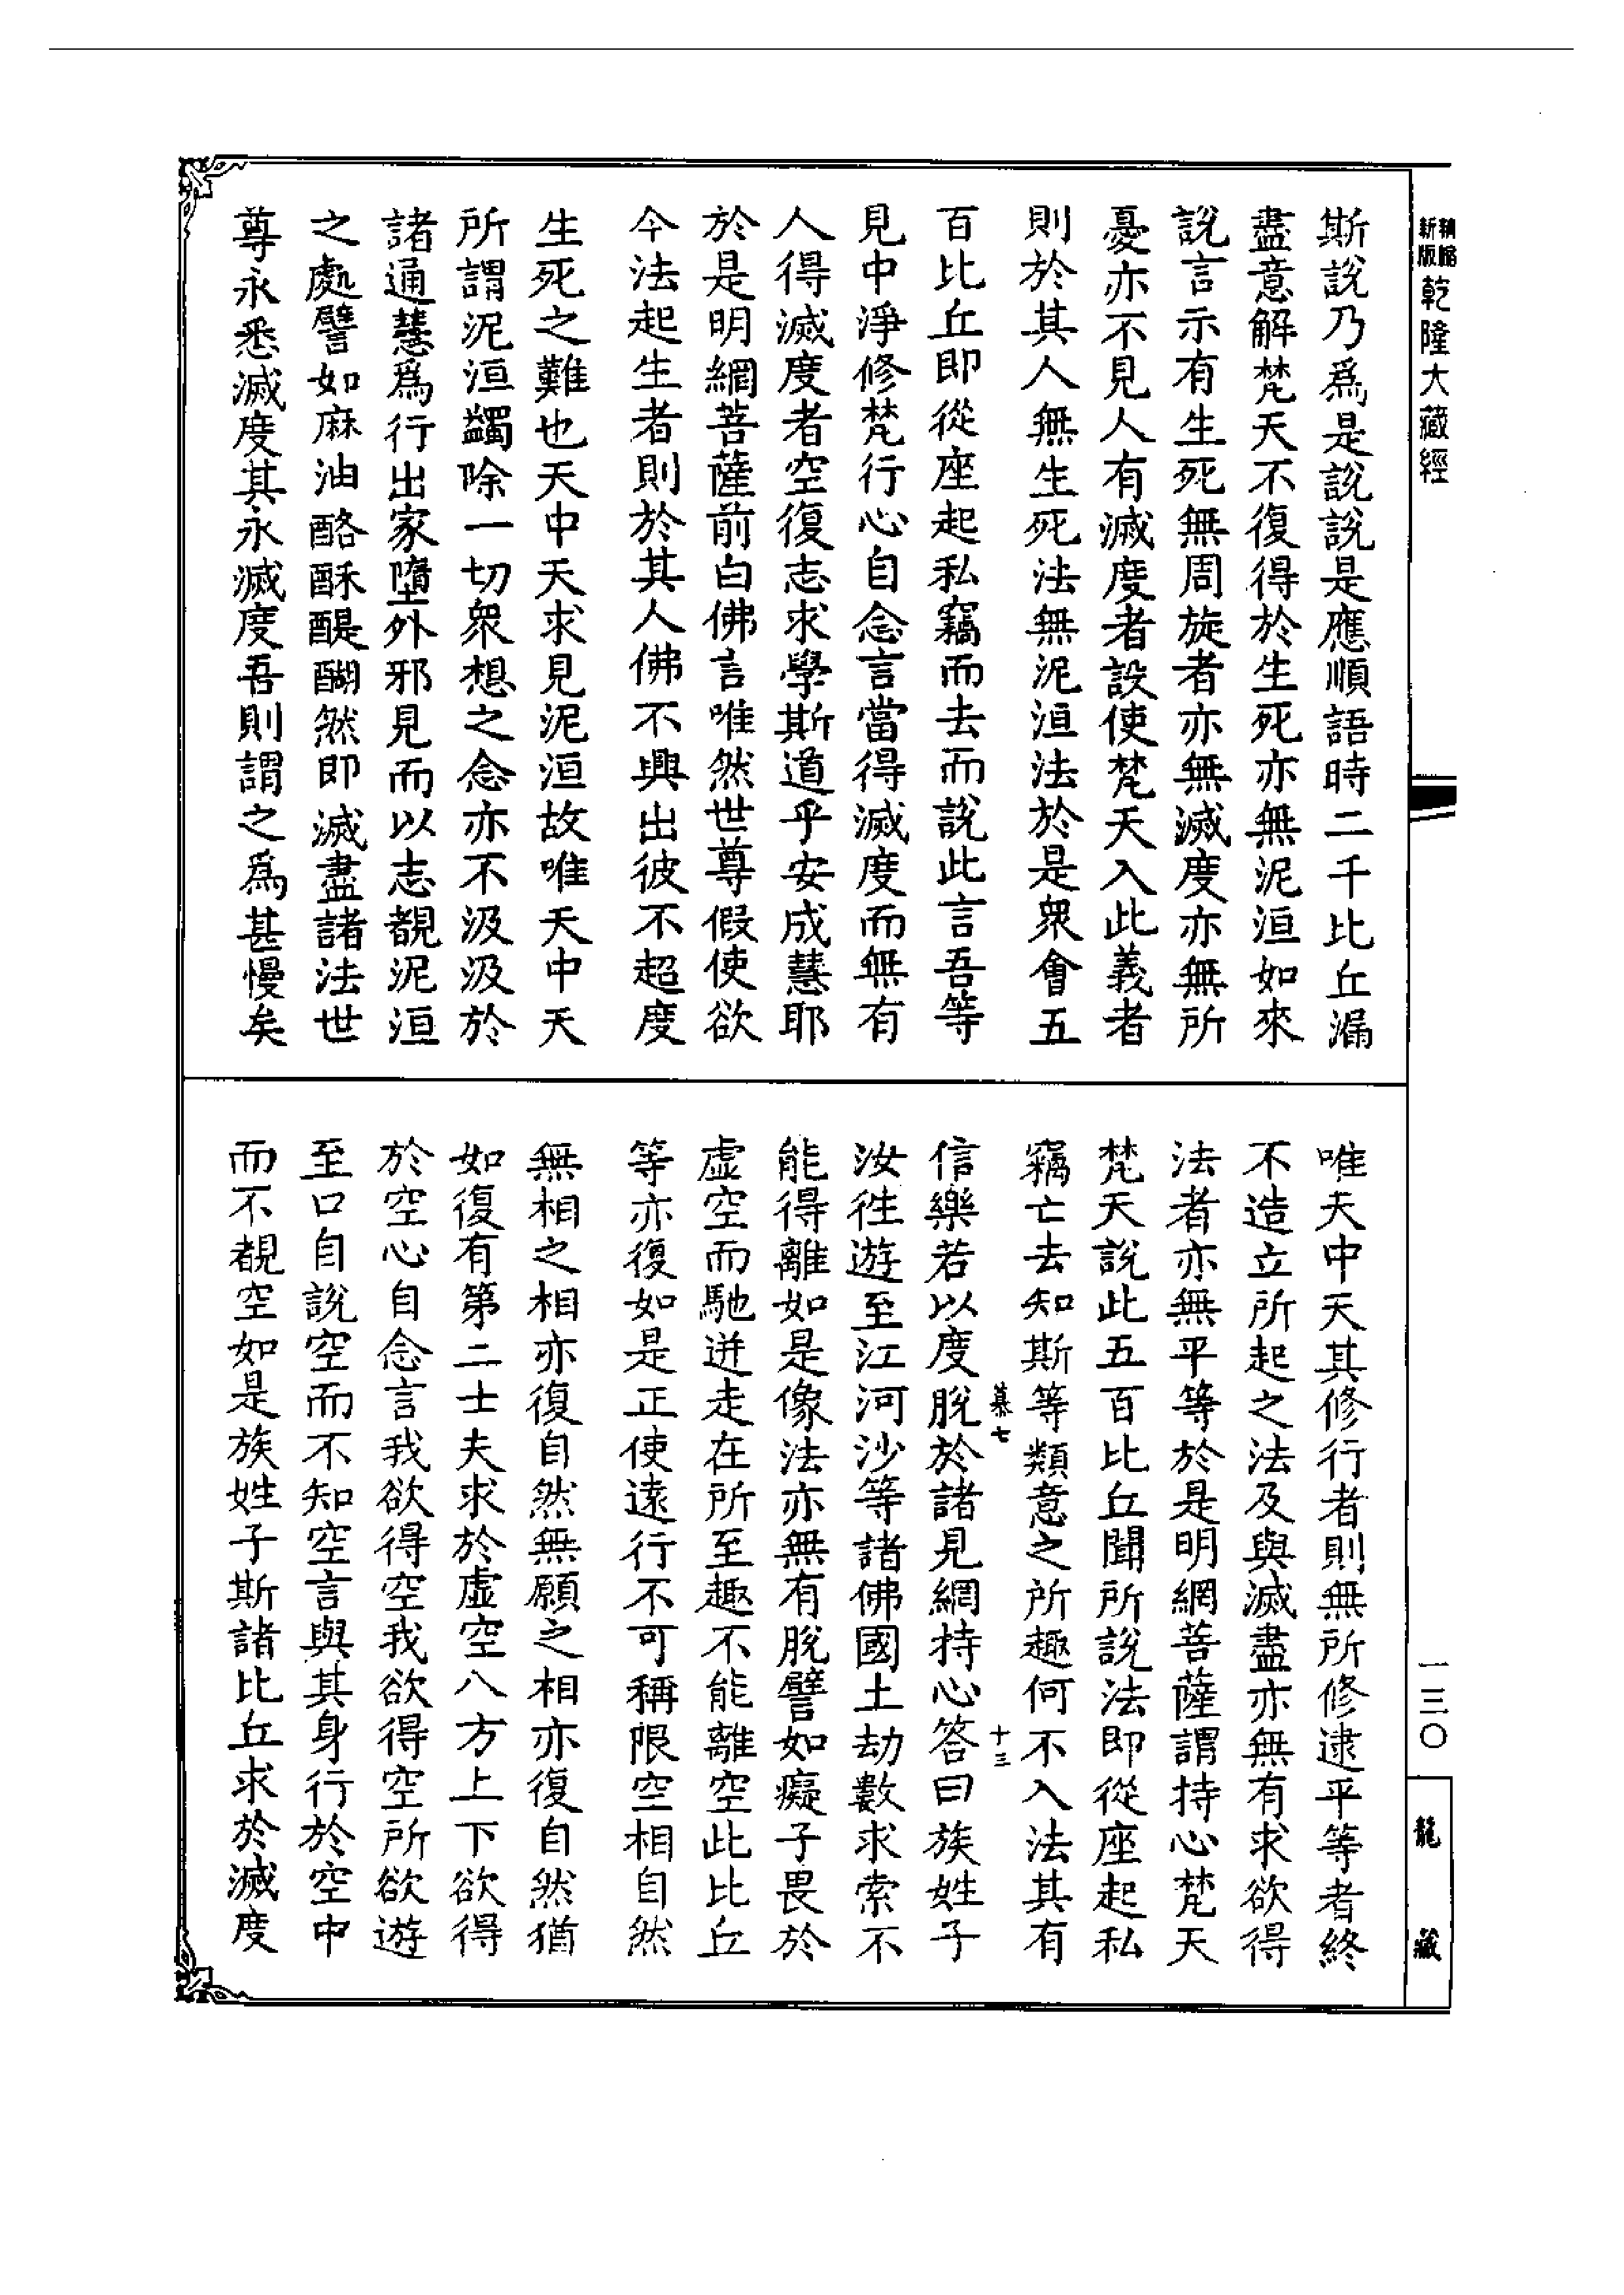 新版
精縮
乾隆大藏經
一三〇
龍藏
斯說乃爲是說說是應順語時二千比丘漏
盡意解梵天不復得於生死亦無泥洹如來
說言示有生死無周旋者亦無滅度亦無所
憂亦不見人有滅度者設使梵天入此義者
則於其人無生死法無泥洹法於是衆會五
百比丘即從座起私竊而去而說此言吾等
見中淨修梵行心自念言當得滅度而無有
人得滅度者空復志求學斯道乎安成慧耶
於是明網菩薩前白佛言唯然世尊假使欲
今法起生者則於其人佛不興出彼不超度
生死之難也天中天求見泥洹故唯天中天
所謂泥洹蠲除一切衆想之念亦不汲汲於
諸通慧爲行出家墮外邪見而以志覩泥洹
之處譬如麻油酪酥醍醐然即滅盡諸法世
尊永悉滅度其永滅度吾則謂之爲甚慢矣
唯天中天其修行者則無所修逮平等者終
不造立所起之法及與滅盡亦無有求欲得
法者亦無平等於是明網菩薩謂持心梵天
梵天說此五百比丘聞所說法即從座起私
竊亡去知斯等類意之所趣何不入法其有
慕七
十三
信樂若以度脫於諸見網持心答曰族姓子
汝往遊至江河沙等諸佛國土劫數求索不
能得離如是像法亦無有脫譬如癡子畏於
虛空而馳迸走在所至趣不能離空此比丘
等亦復如是正使遠行不可稱限空相自然
無相之相亦復自然無願之相亦復自然猶
如復有第二士夫求於虛空八方上下欲得
於空心自念言我欲得空我欲得空所欲遊
至口自說空而不知空言與其身行於空中
而不覩空如是族姓子斯諸比丘求於滅度